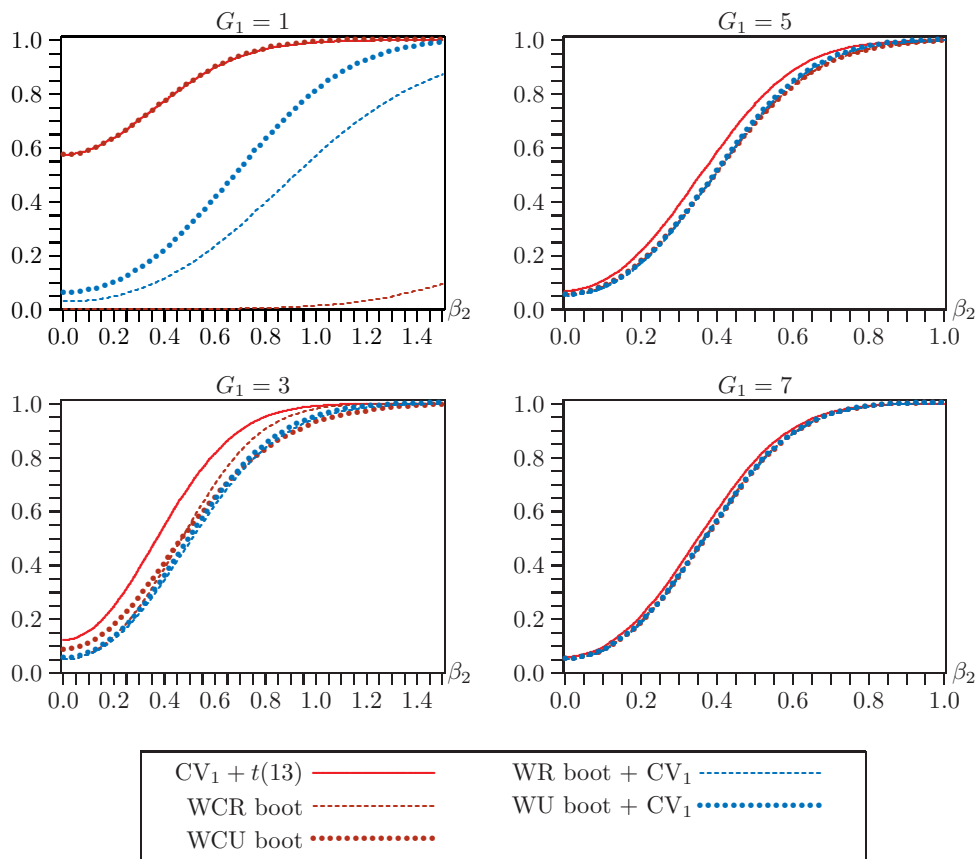 G₁ = 1
1.0
0.8
0.6
0.4
0.2
0.0
0.0 0.2 0.4 0.6 0.8 1.0 1.2 1.4 β₂
G₁ = 5
1.0
0.8
0.6
0.4
0.2
0.0
0.0 0.2 0.4 0.6 0.8 1.0 β₂
G₁ = 3
1.0
0.8
0.6
0.4
0.2
0.0
0.0 0.2 0.4 0.6 0.8 1.0 1.2 1.4 β₂
G₁ = 7
1.0
0.8
0.6
0.4
0.2
0.0
0.0 0.2 0.4 0.6 0.8 1.0 β₂
CV₁ + t(13)
WCR boot
WCU boot
WR boot + CV₁
WU boot + CV₁